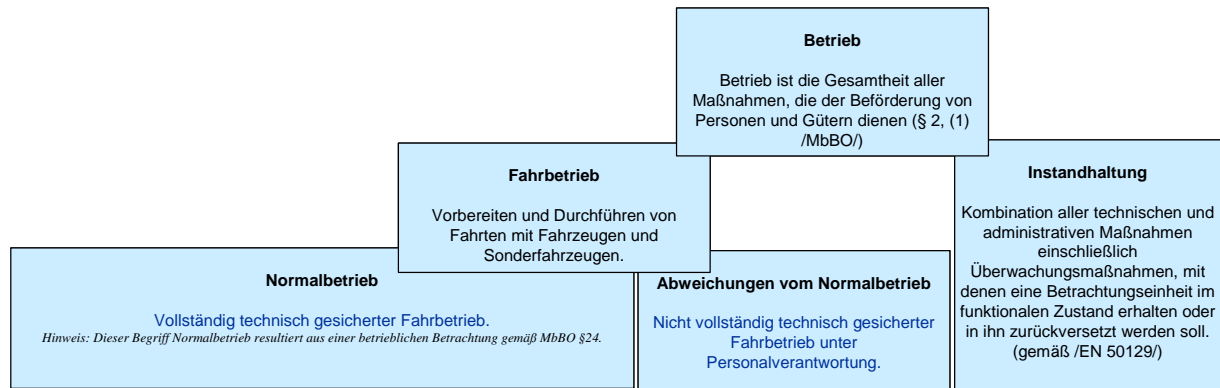 Betrieb
Betrieb ist die Gesamtheit aller
Maßnahmen, die der Beförderung von
Personen und Gütern dienen (§ 2, (1)
/MbBO/)
Fahrbetrieb
Vorbereiten und Durchführen von
Fahrten mit Fahrzeugen und
Sonderfahrzeugen.
Instandhaltung
Kombination aller technischen und
administrativen Maßnahmen
einschließlich
Überwachungsmaßnahmen, mit
denen eine Betrachtungseinheit im
funktionalen Zustand erhalten oder
in ihn zurückversetzt werden soll.
(gemäß /EN 50129/)
Normalbetrieb
Vollständig technisch gesicherter Fahrbetrieb.
Hinweis: Dieser Begriff Normalbetrieb resultiert aus einer betrieblichen Betrachtung gemäß MbBO §24.
Abweichungen vom Normalbetrieb
Nicht vollständig technisch gesicherter
Fahrbetrieb unter
Personalverantwortung.